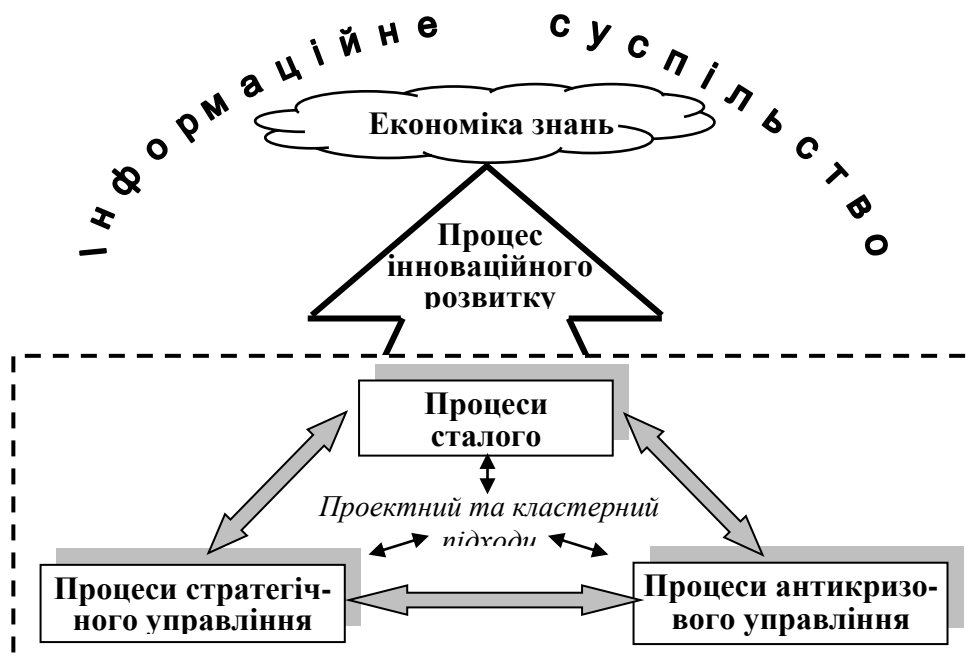 Інформаційне суспільство
Економіка знань
Процес
інноваційного
розвитку
Процеси
сталого
Проектний та кластерний
підходи
Процеси стратегіч-
ного управління
Процеси антикризо-
вого управління